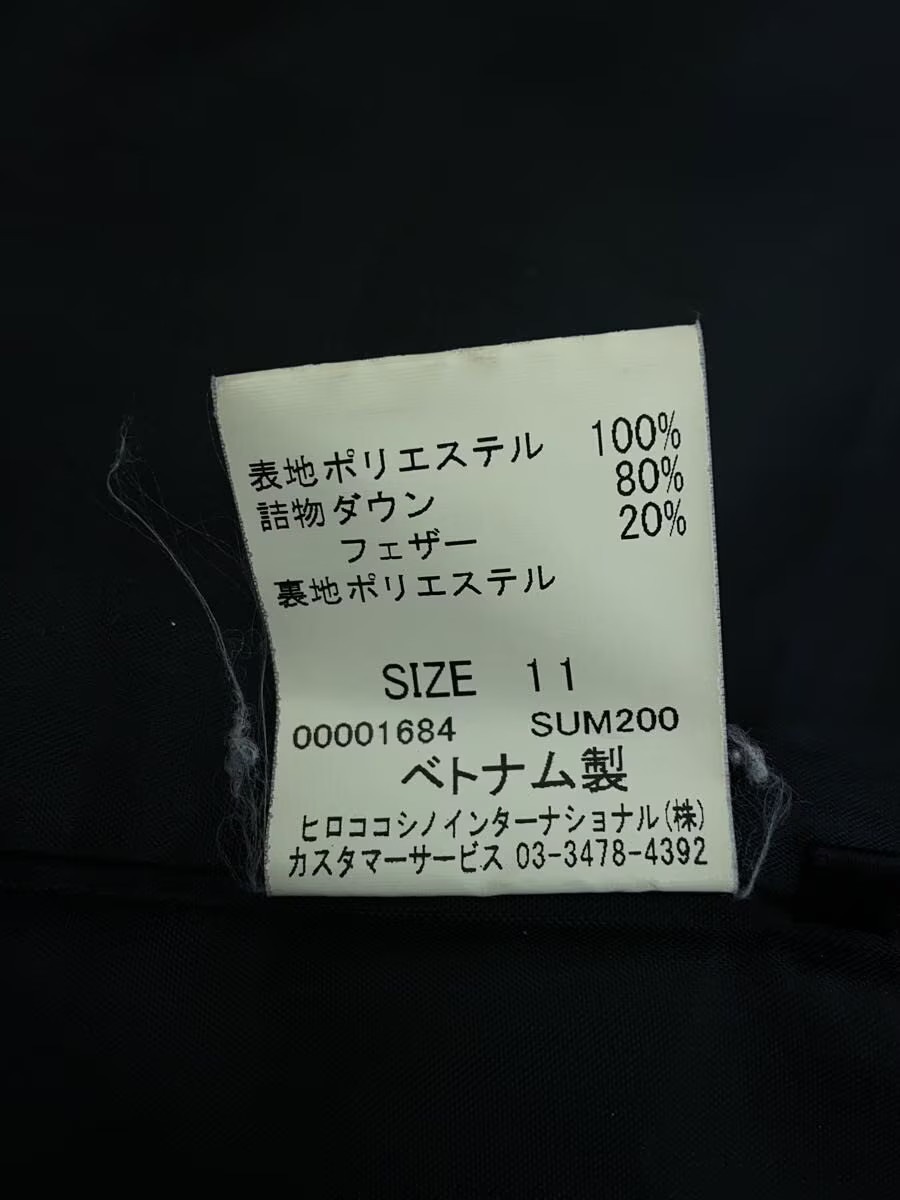 表地ポリエステル 100%
詰物ダウン 80%
フェザー 20%
裏地ポリエステル
SIZE 11
00001684 SUM200
ベトナム製
ヒロココシノインターナショナル(株)
カスタマーサービス 03-3478-4392